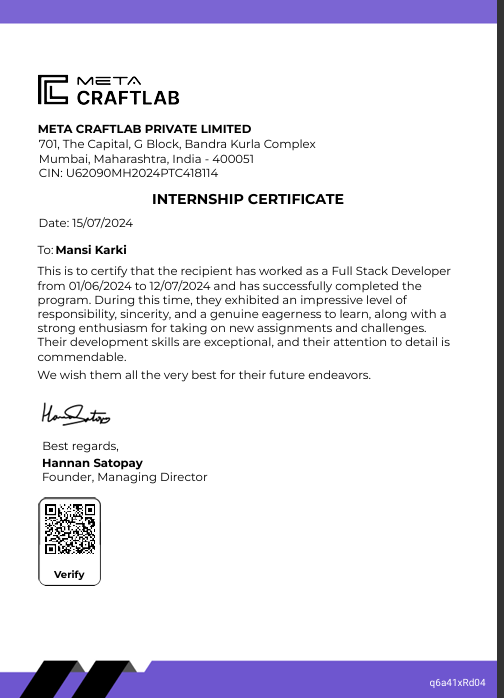 META
CRAFTLAB
META CRAFTLAB PRIVATE LIMITED
701, The Capital, G Block, Bandra Kurla Complex
Mumbai, Maharashtra, India - 400051
CIN: U62090MH2024PTC418114
INTERNSHIP CERTIFICATE
Date: 15/07/2024
To: Mansi Karki
This is to certify that the recipient has worked as a Full Stack Developer
from 01/06/2024 to 12/07/2024 and has successfully completed the
program. During this time, they exhibited an impressive level of
responsibility, sincerity, and a genuine eagerness to learn, along with a
strong enthusiasm for taking on new assignments and challenges.
Their development skills are exceptional, and their attention to detail is
commendable.
We wish them all the very best for their future endeavors.
Best regards,
Hannan Satopay
Founder, Managing Director
Verify
q6a41xRd04